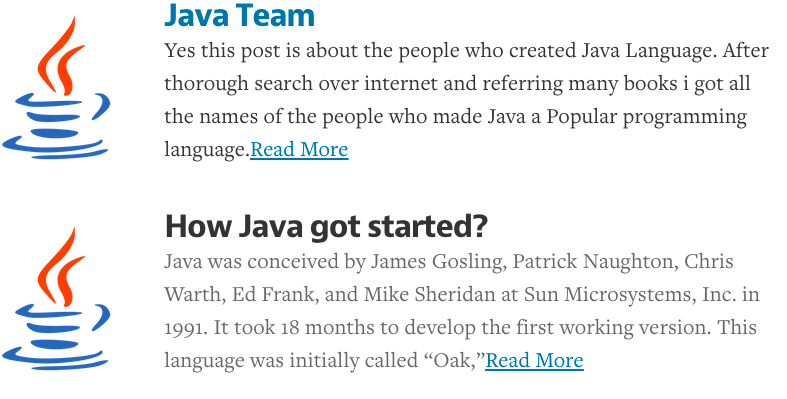 Java Team
Yes this post is about the people who created Java Language. After
thorough search over internet and referring many books i got all
the names of the people who made Java a Popular programming
language.Read More
How Java got started?
Java was conceived by James Gosling, Patrick Naughton, Chris
Warth, Ed Frank, and Mike Sheridan at Sun Microsystems, Inc. in
1991. It took 18 months to develop the first working version. This
language was initially called “Oak,”Read More